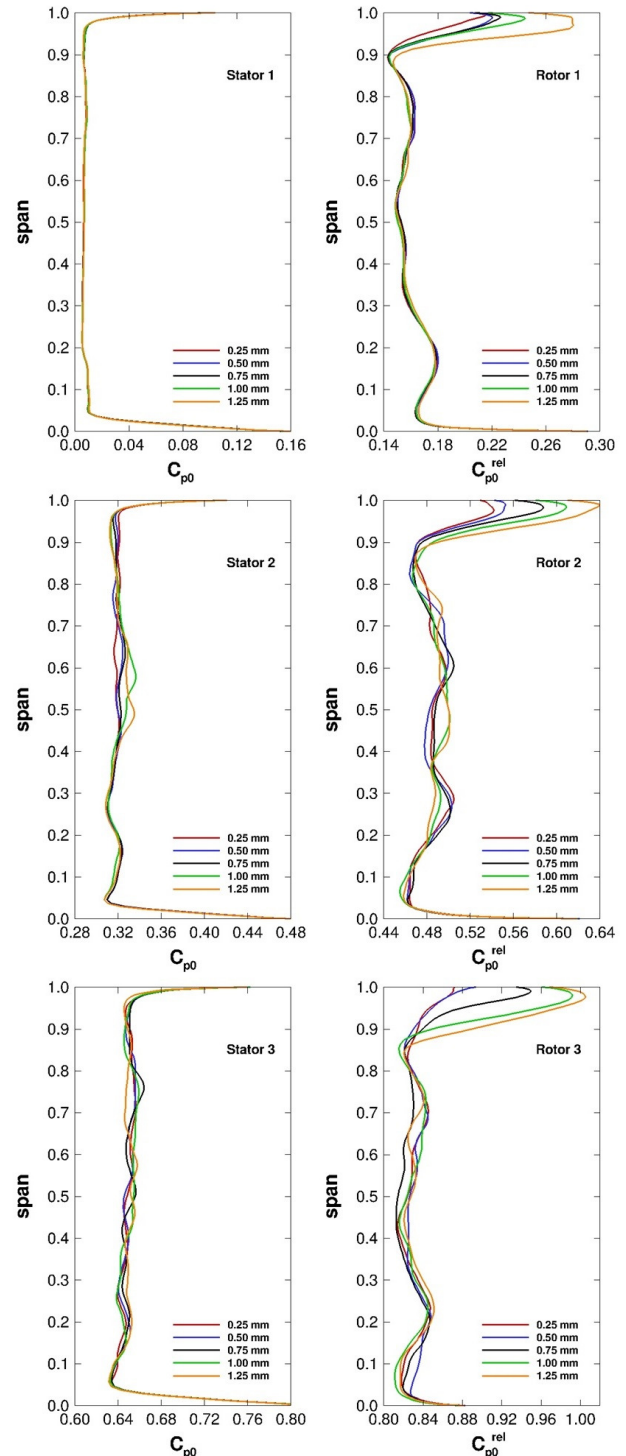 1.0
0.9
0.8
0.7
0.6
0.5
0.4
0.3
0.2
0.1
0.0
span
Stator 1
0.25 mm
0.50 mm
0.75 mm
1.00 mm
1.25 mm
0.00 0.04 0.08 0.12 0.16
Cp0
1.0
0.9
0.8
0.7
0.6
0.5
0.4
0.3
0.2
0.1
0.0
span
Rotor 1
0.25 mm
0.50 mm
0.75 mm
1.00 mm
1.25 mm
0.14 0.18 0.22 0.26 0.30
Cp0 rel
1.0
0.9
0.8
0.7
0.6
0.5
0.4
0.3
0.2
0.1
0.0
span
Stator 2
0.25 mm
0.50 mm
0.75 mm
1.00 mm
1.25 mm
0.28 0.32 0.36 0.40 0.44 0.48
Cp0
1.0
0.9
0.8
0.7
0.6
0.5
0.4
0.3
0.2
0.1
0.0
span
Rotor 2
0.25 mm
0.50 mm
0.75 mm
1.00 mm
1.25 mm
0.44 0.48 0.52 0.56 0.60 0.64
Cp0 rel
1.0
0.9
0.8
0.7
0.6
0.5
0.4
0.3
0.2
0.1
0.0
span
Stator 3
0.25 mm
0.50 mm
0.75 mm
1.00 mm
1.25 mm
0.60 0.64 0.68 0.72 0.76 0.80
Cp0
1.0
0.9
0.8
0.7
0.6
0.5
0.4
0.3
0.2
0.1
0.0
span
Rotor 3
0.25 mm
0.50 mm
0.75 mm
1.00 mm
1.25 mm
0.80 0.84 0.88 0.92 0.96 1.00
Cp0 rel